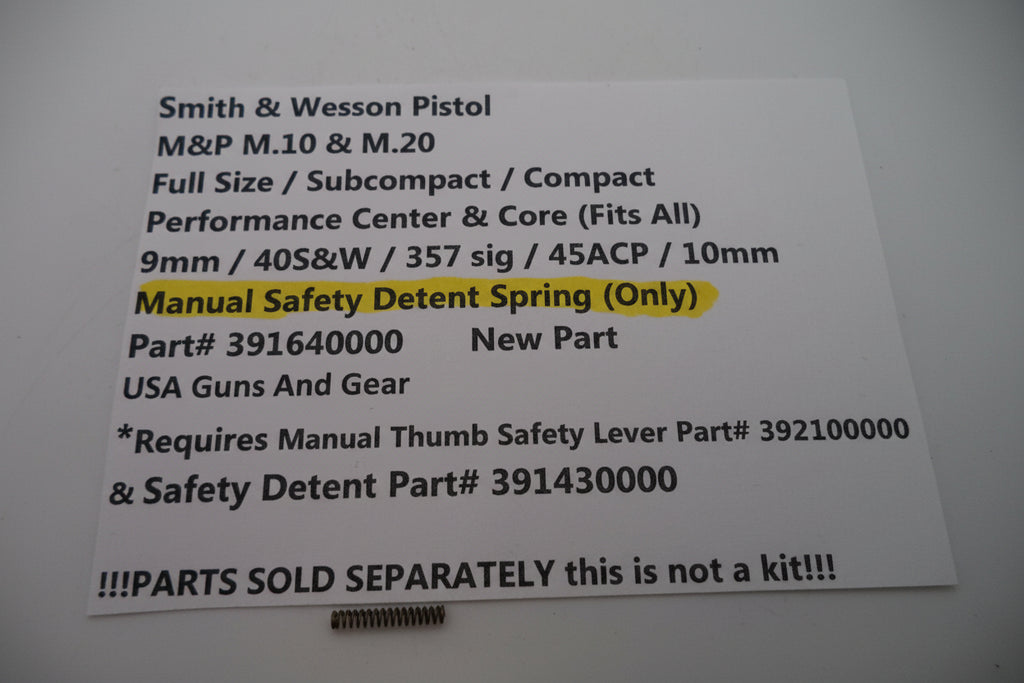 Smith & Wesson Pistol
M&P M.10 & M.20
Full Size / Subcompact / Compact
Performance Center & Core (Fits All)
9mm / 40S&W / 357 sig / 45ACP / 10mm
Manual Safety Detent Spring (Only)
Part# 391640000 New Part
USA Guns And Gear
*Requires Manual Thumb Safety Lever Part# 392100000
& Safety Detent Part# 391430000
!!!PARTS SOLD SEPARATELY this is not a kit!!!